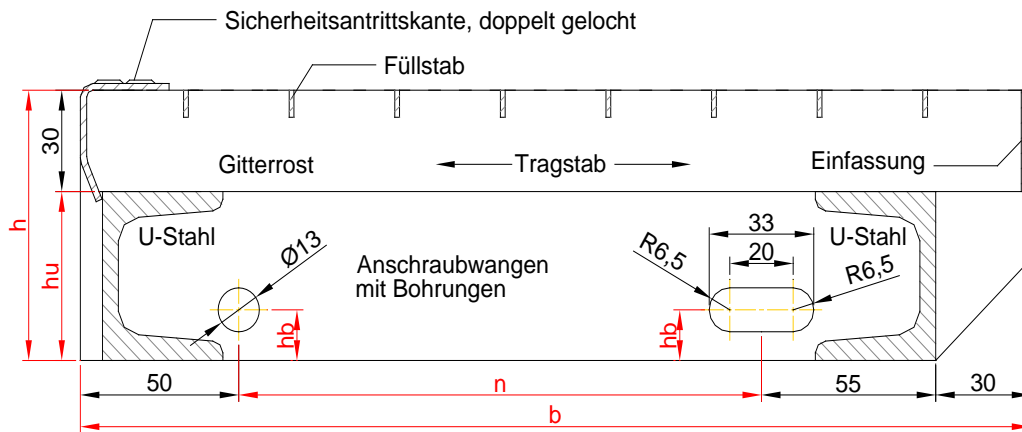 Sicherheitsantrittskante, doppelt gelocht
Füllstab
30
Gitterrost
Tragstab
Einfassung
h
hu
U-Stahl
Ø13
Anschraubwangen
mit Bohrungen
33
20
R6,5
R6,5
U-Stahl
hb
hb
50
n
55
30
b